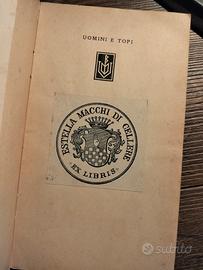 UOMINI E TOPI
ESTELLA MACCHI DI CELLERE
EX LIBRIS
subito